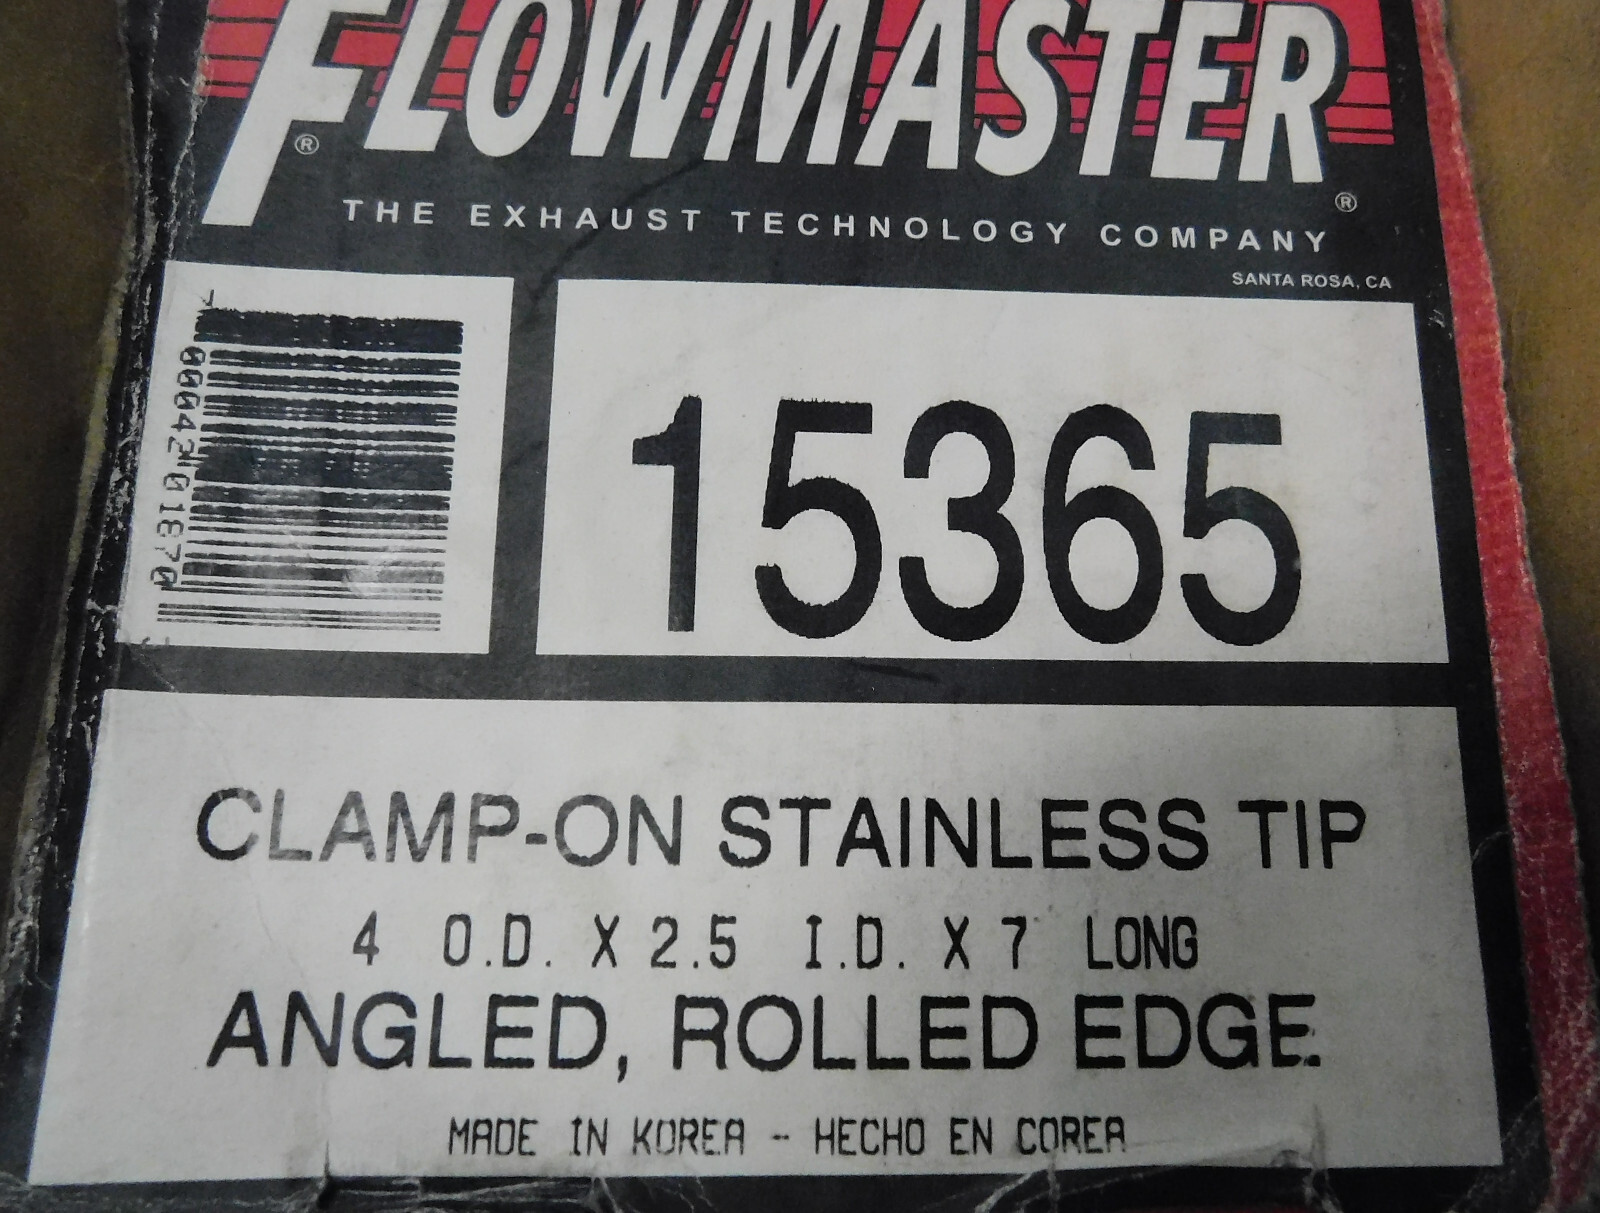 FLOWMASTER
®
®
THE EXHAUST TECHNOLOGY COMPANY
SANTA ROSA, CA
15365
CLAMP-ON STAINLESS TIP
4 O.D. X 2.5 I.D. X 7 LONG
ANGLED, ROLLED EDGE.
MADE IN KOREA - HECHO EN COREA